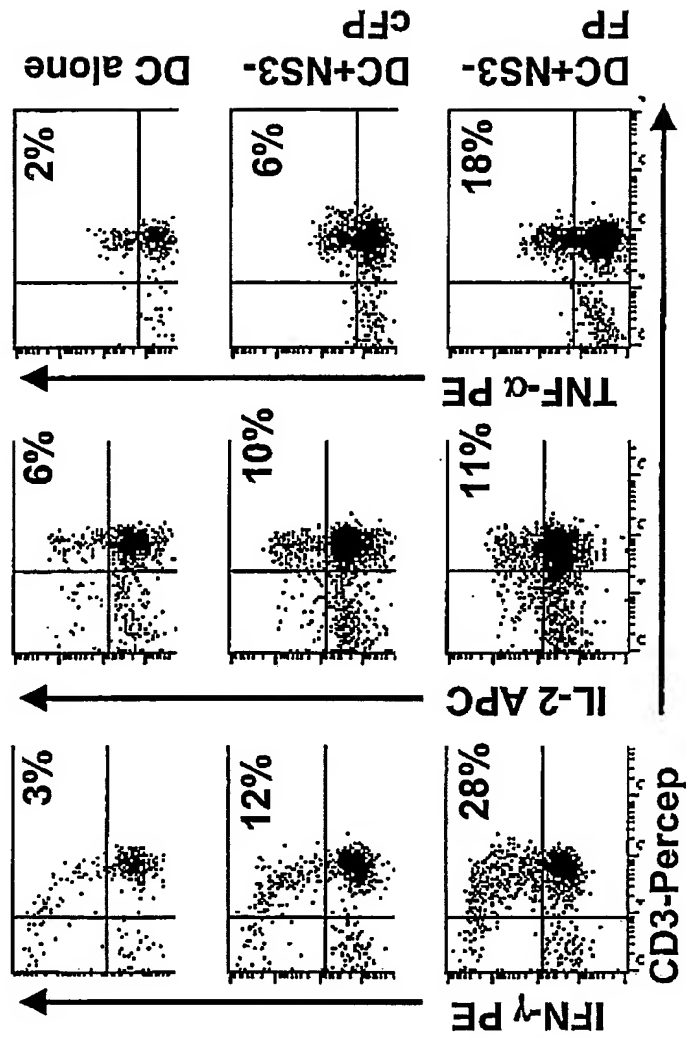 DC alone
DC+NS3-
cFP
DC+NS3-
FP
2%
6%
18%
TNF-α PE
6%
10%
11%
IL-2 APC
3%
12%
28%
IFN-γ PE
CD3-Percep